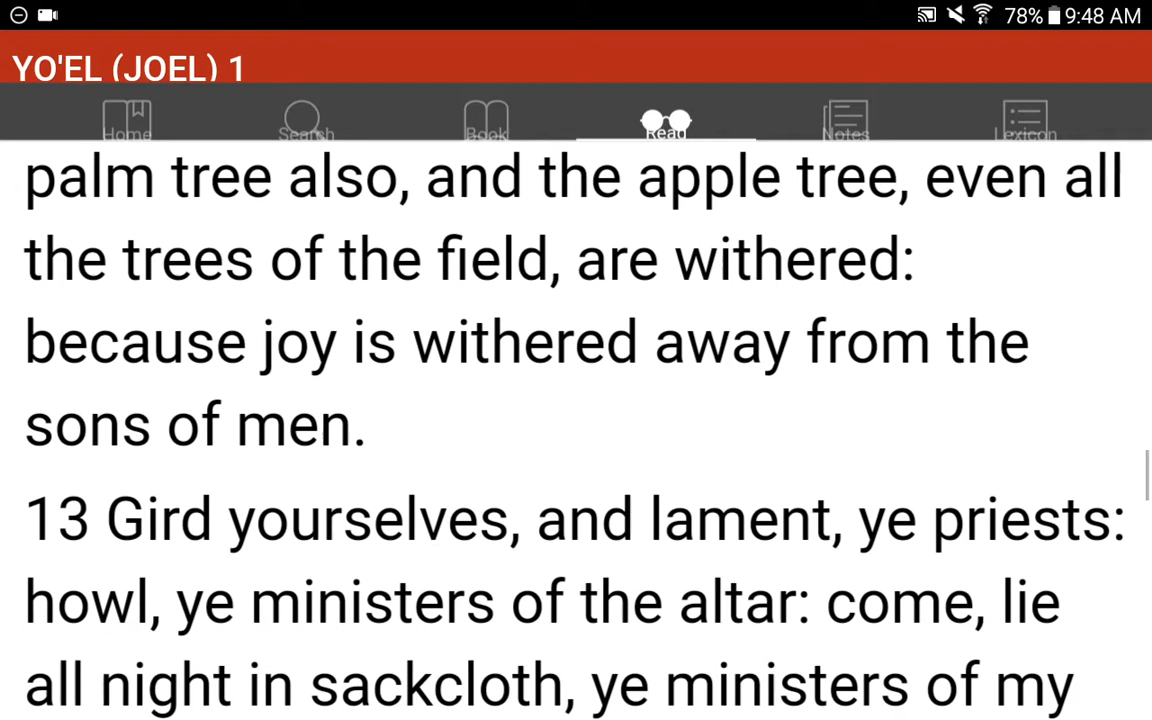 78% 9:48 AM
YO'EL (JOEL) 1
Home Search Book Read Notes Lexicon
palm tree also, and the apple tree, even all
the trees of the field, are withered:
because joy is withered away from the
sons of men.
13 Gird yourselves, and lament, ye priests:
howl, ye ministers of the altar: come, lie
all night in sackcloth, ye ministers of my